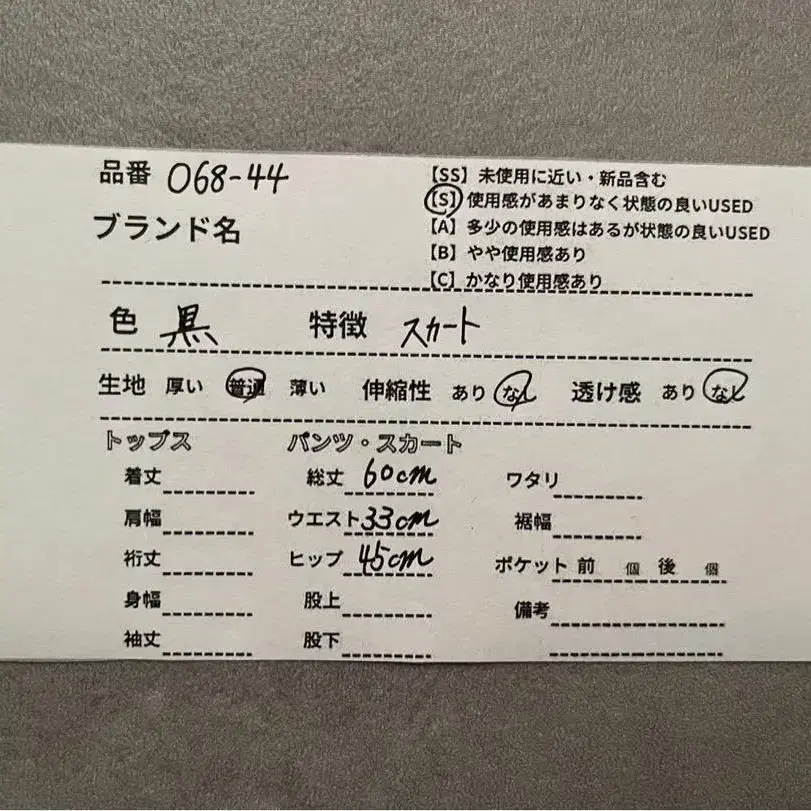 品番 068-44
ブランド名
【SS】未使用に近い・新品含む
【S】使用感があまりなく状態の良いUSED
【A】多少の使用感はあるが状態の良いUSED
【B】やや使用感あり
【C】かなり使用感あり
色 黒 特徴 スカート
生地 厚い 普通 薄い 伸縮性 あり なし 透け感 あり なし
トップス パンツ・スカート
着丈 総丈 60cm ワタリ
肩幅 ウエスト 33cm 裾幅
裄丈 ヒップ 45cm ポケット 前 個 後 個
身幅 股上 備考
袖丈 股下